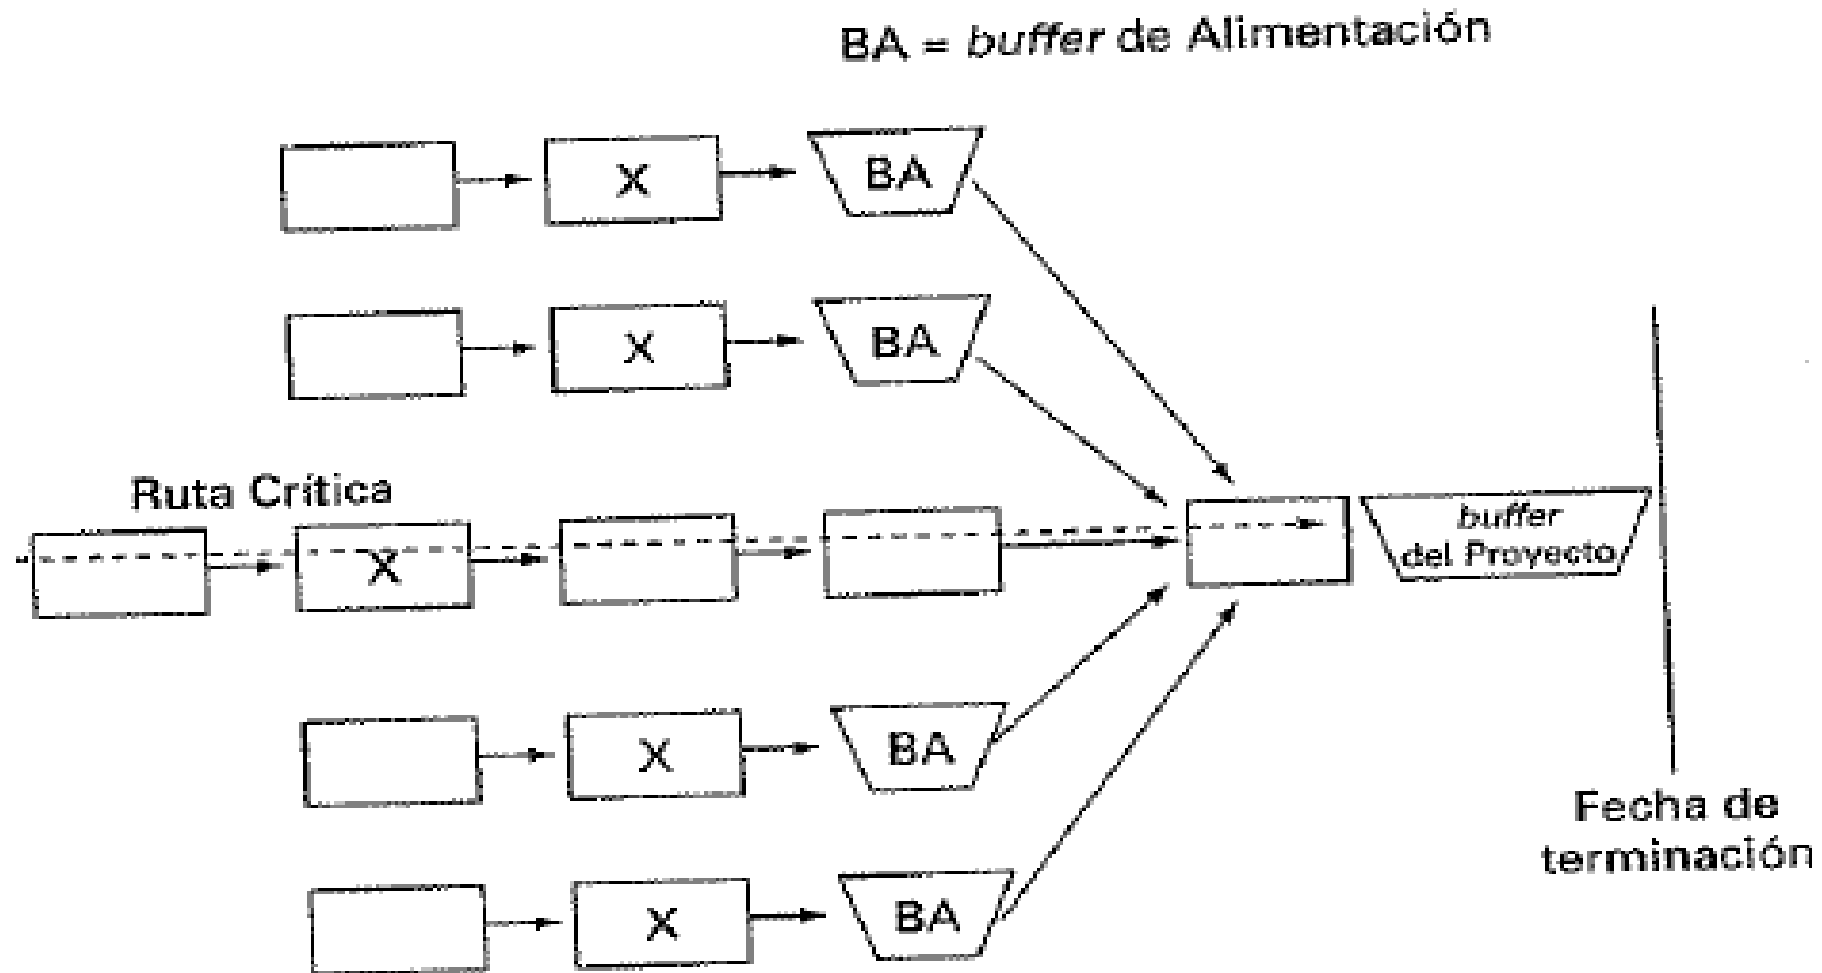 BA = buffer de Alimentación
X
BA
X
BA
Ruta Crítica
X
buffer
del Proyecto
X
BA
Fecha de
terminación
X
BA